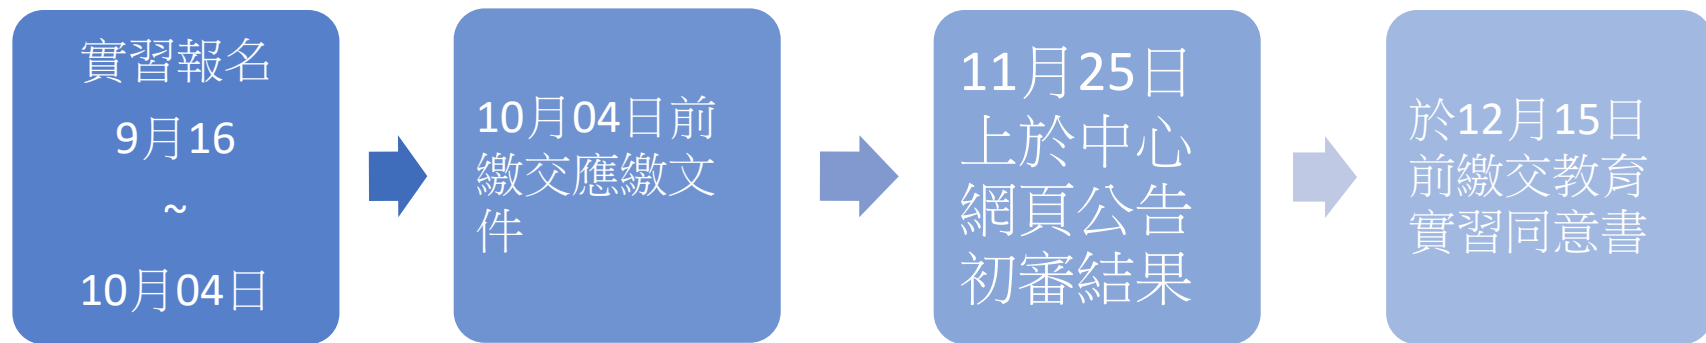 實習報名
9月16
~
10月04日
10月04日前
繳交應繳文
件
11月25日
上於中心
網頁公告
初審結果
於12月15日
前繳交教育
實習同意書